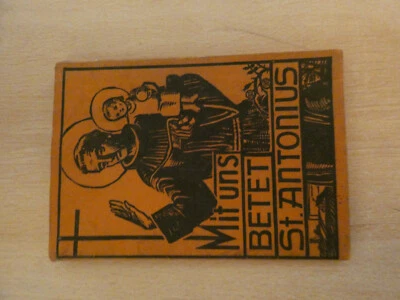 Mit uns
BETET
St. ANTONIUS